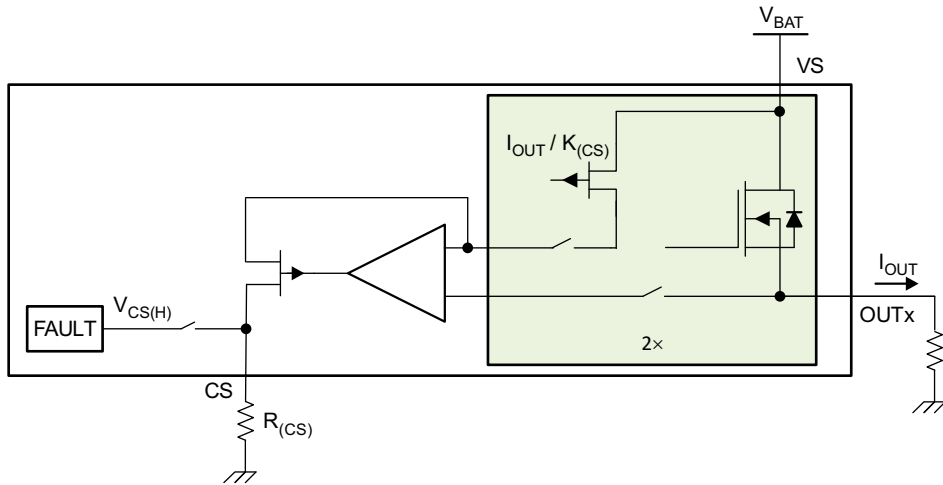 V_BAT
VS
I_OUT / K_(CS)
I_OUT
V_CS(H)
FAULT
OUTx
2×
CS
R_(CS)